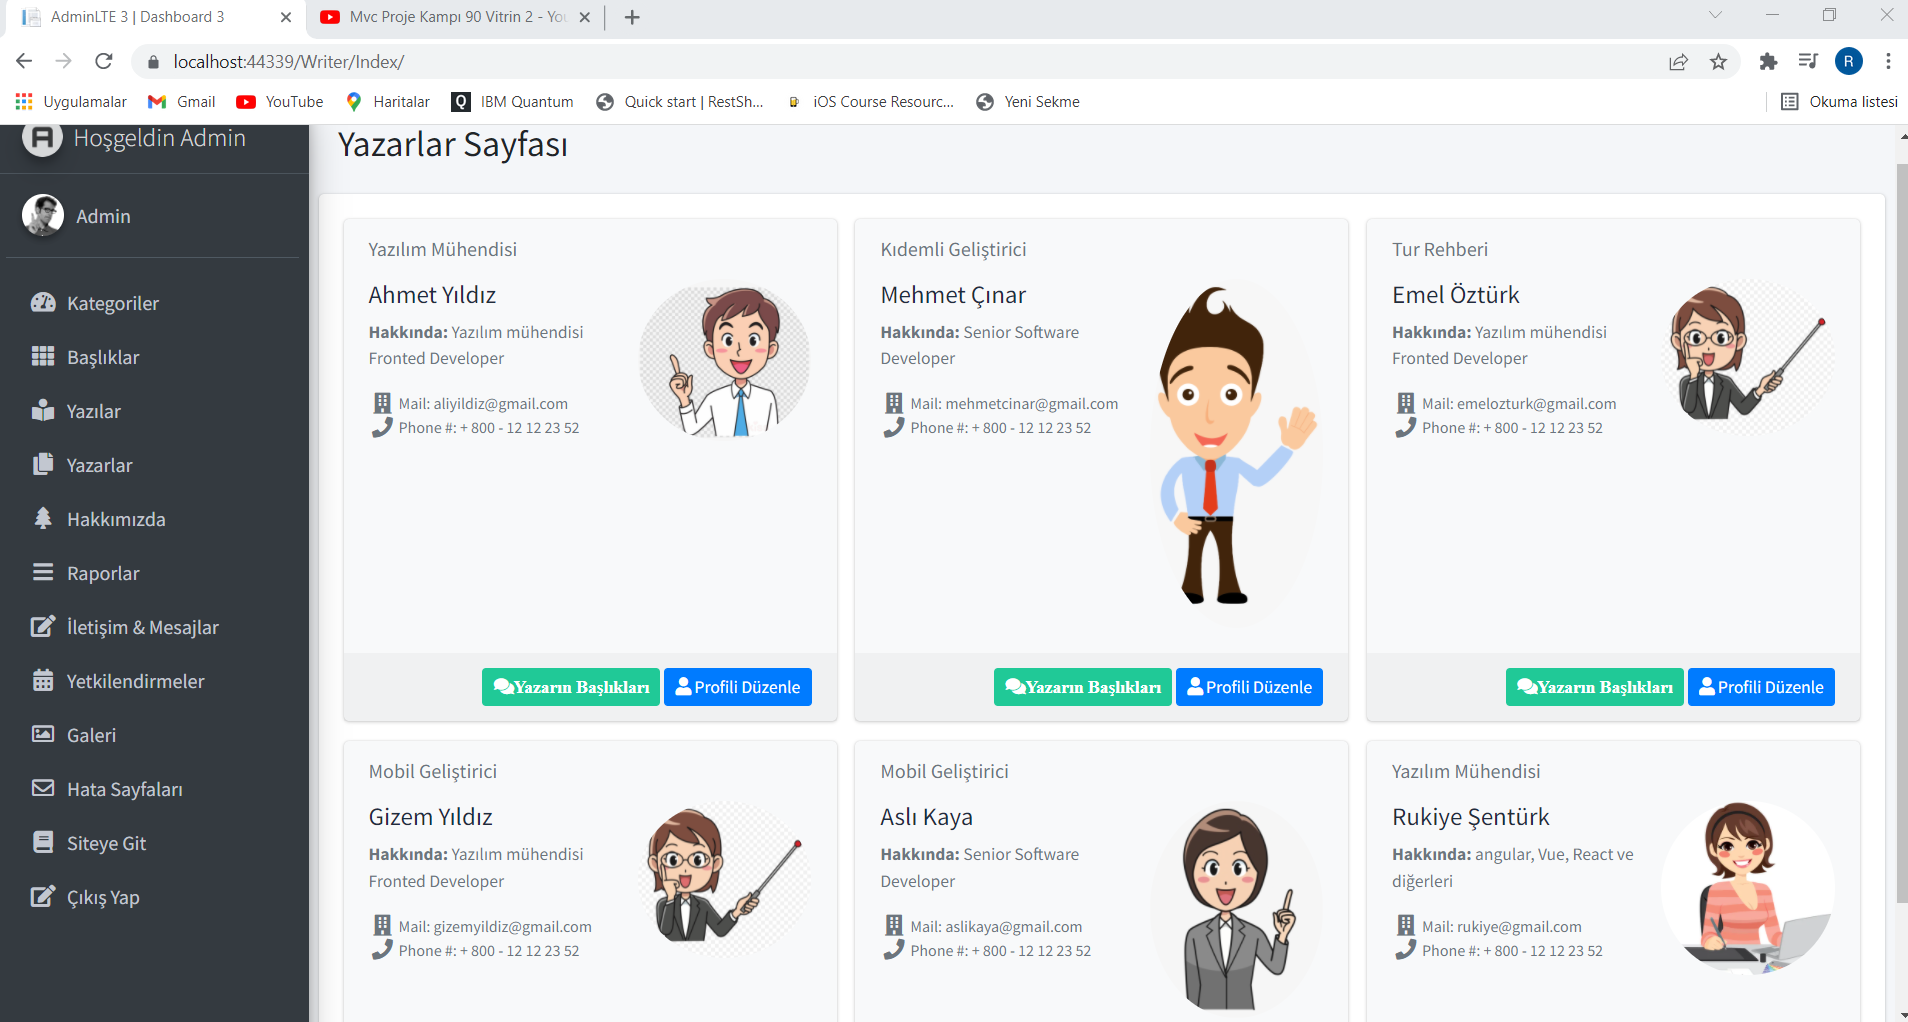 AdminLTE 3 | Dashboard 3
Mvc Proje Kampı 90 Vitrin 2 - You
localhost:44339/Writer/Index/
R
Uygulamalar
Gmail
YouTube
Haritalar
IBM Quantum
Quick start | RestSh...
iOS Course Resourc...
Yeni Sekme
Okuma listesi
Hoşgeldin Admin
Admin
Kategoriler
Başlıklar
Yazılar
Yazarlar
Hakkımızda
Raporlar
İletişim & Mesajlar
Yetkilendirmeler
Galeri
Hata Sayfaları
Siteye Git
Çıkış Yap
Yazarlar Sayfası
Yazılım Mühendisi
Ahmet Yıldız
Hakkında: Yazılım mühendisi
Fronted Developer
Mail: aliyildiz@gmail.com
Phone #: + 800 - 12 12 23 52
Yazarın Başlıkları
Profili Düzenle
Kıdemli Geliştirici
Mehmet Çınar
Hakkında: Senior Software
Developer
Mail: mehmetcinar@gmail.com
Phone #: + 800 - 12 12 23 52
Yazarın Başlıkları
Profili Düzenle
Tur Rehberi
Emel Öztürk
Hakkında: Yazılım mühendisi
Fronted Developer
Mail: emelozturk@gmail.com
Phone #: + 800 - 12 12 23 52
Yazarın Başlıkları
Profili Düzenle
Mobil Geliştirici
Gizem Yıldız
Hakkında: Yazılım mühendisi
Fronted Developer
Mail: gizemyildiz@gmail.com
Phone #: + 800 - 12 12 23 52
Mobil Geliştirici
Aslı Kaya
Hakkında: Senior Software
Developer
Mail: aslikaya@gmail.com
Phone #: + 800 - 12 12 23 52
Yazılım Mühendisi
Rukiye Şentürk
Hakkında: angular, Vue, React ve
diğerleri
Mail: rukiye@gmail.com
Phone #: + 800 - 12 12 23 52